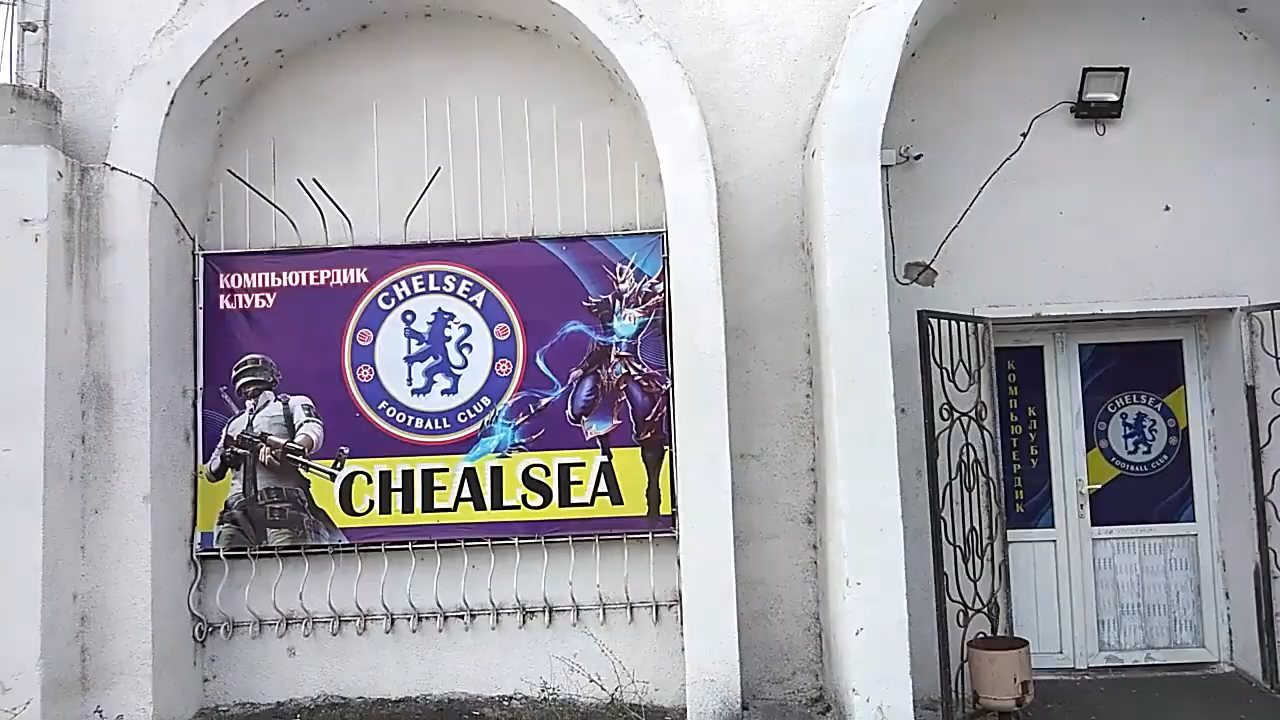 КОМПЬЮТЕРДИК
КЛУБУ
CHELSEA
FOOTBALL CLUB
CHEALSEA
КОМПЬЮТЕРДИК
КЛУБУ
CHELSEA
FOOTBALL CLUB